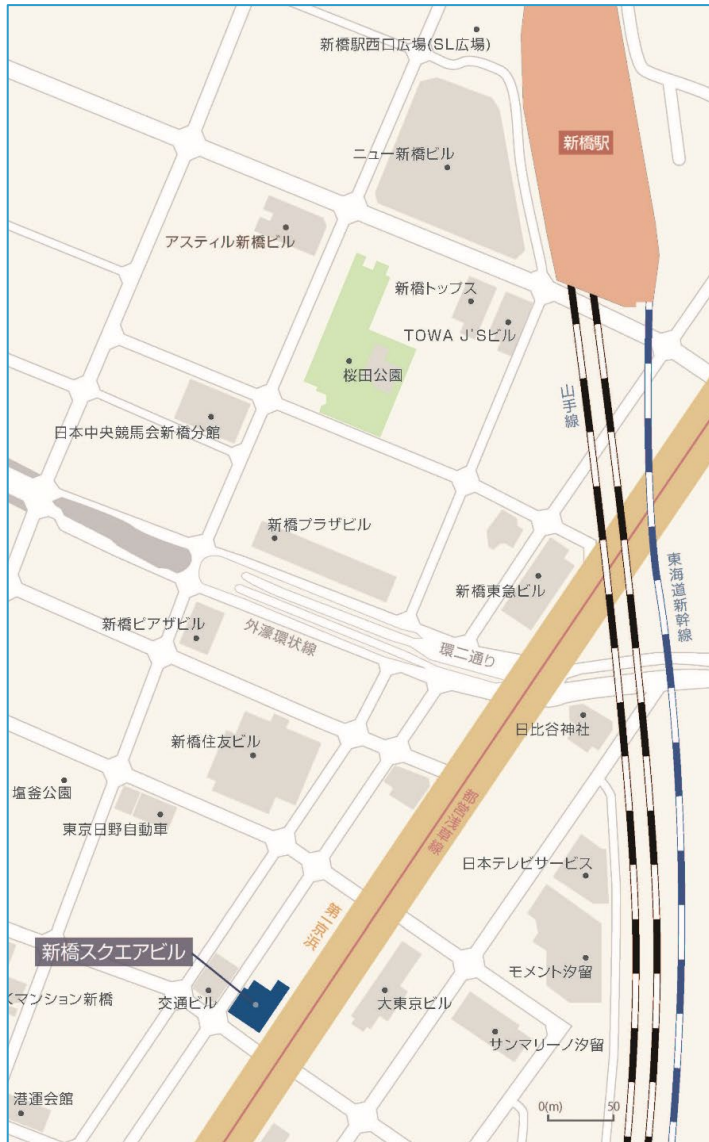 新橋駅西口広場(SL広場)
新橋駅
ニュー新橋ビル
アスティル新橋ビル
新橋トップス
TOWA J'Sビル
桜田公園
山手線
日本中央競馬会新橋分館
新橋プラザビル
新橋東急ビル
東海道新幹線
新橋ビアザビル
外濠環状線
環二通り
日比谷神社
新橋住友ビル
塩釜公園
東京日野自動車
都営浅草線
日本テレビサービス
第一京浜
新橋スクエアビル
モメント汐留
マンション新橋
交通ビル
大東京ビル
サンマリーノ汐留
港運会館
0(m) 50